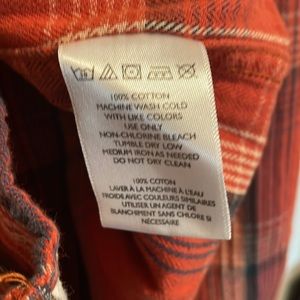 100% COTTON
MACHINE WASH COLD
WITH LIKE COLORS
USE ONLY
NON-CHLORINE BLEACH
TUMBLE DRY LOW
MEDIUM IRON AS NEEDED
DO NOT DRY CLEAN
100% COTON
LAVER À LA MACHINE À L'EAU
FROIDE AVEC COULEURS SIMILAIRES
UTILISER UN AGENT DE
BLANCHIMENT SANS CHLORE SI
NÉCESSAIRE